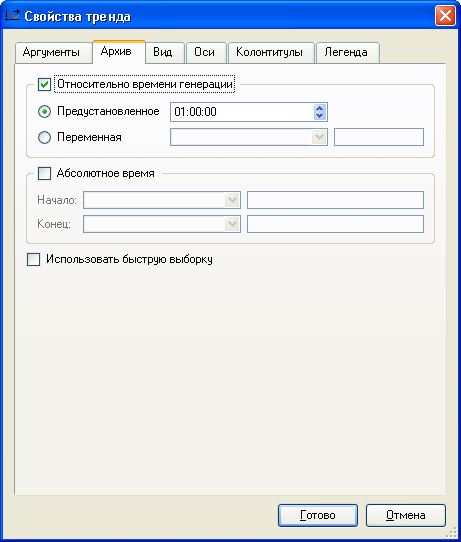 Свойства тренда
Аргументы Архив Вид Оси Колонтитулы Легенда
Относительно времени генерации
Предустановленное 01:00:00
Переменная
Абсолютное время
Начало:
Конец:
Использовать быструю выборку
Готово Отмена